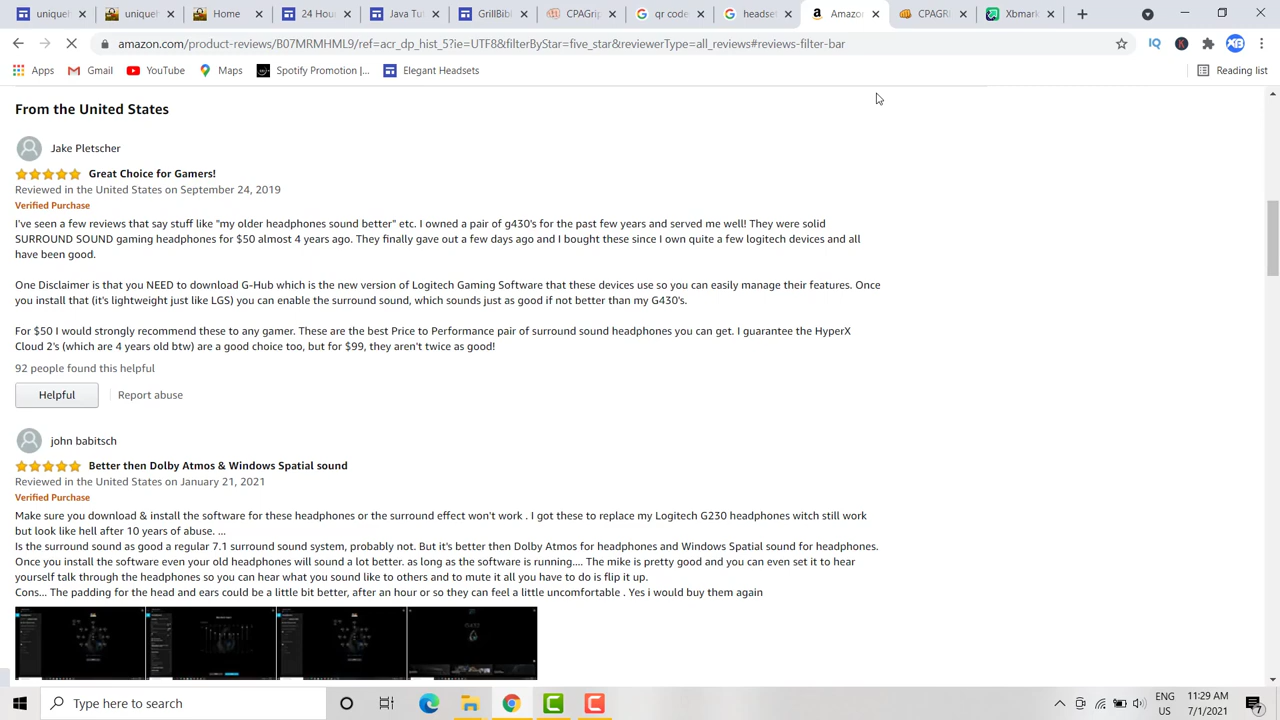 uniqueh
uniqueh
Home
24 Hour
Java Tut
GrillBibl
CPAGrip
qr code
headset
Amazon
CPAGRI
Xbmark
amazon.com/product-reviews/B07MRMHML9/ref=acr_dp_hist_5?ie=UTF8&filterByStar=five_star&reviewerType=all_reviews#reviews-filter-bar
Apps
Gmail
YouTube
Maps
Spotify Promotion |...
Elegant Headsets
Reading list
From the United States
Jake Pletscher
Great Choice for Gamers!
Reviewed in the United States on September 24, 2019
Verified Purchase
I've seen a few reviews that say stuff like "my older headphones sound better" etc. I owned a pair of g430's for the past few years and served me well! They were solid
SURROUND SOUND gaming headphones for $50 almost 4 years ago. They finally gave out a few days ago and I bought these since I own quite a few logitech devices and all
have been good.
One Disclaimer is that you NEED to download G-Hub which is the new version of Logitech Gaming Software that these devices use so you can easily manage their features. Once
you install that (it's lightweight just like LGS) you can enable the surround sound, which sounds just as good if not better than my G430's.
For $50 I would strongly recommend these to any gamer. These are the best Price to Performance pair of surround sound headphones you can get. I guarantee the HyperX
Cloud 2's (which are 4 years old btw) are a good choice too, but for $99, they aren't twice as good!
92 people found this helpful
Helpful
Report abuse
john babitsch
Better then Dolby Atmos & Windows Spatial sound
Reviewed in the United States on January 21, 2021
Verified Purchase
Make sure you download & install the software for these headphones or the surround effect won't work . I got these to replace my Logitech G230 headphones witch still work
but look like hell after 10 years of abuse. ...
Is the surround sound as good a regular 7.1 surround sound system, probably not. But it's better then Dolby Atmos for headphones and Windows Spatial sound for headphones.
Once you install the software even your old headphones will sound a lot better. as long as the software is running.... The mike is pretty good and you can even set it to hear
yourself talk through the headphones so you can hear what you sound like to others and to mute it all you have to do is flip it up.
Cons... The padding for the head and ears could be a little bit better, after an hour or so they can feel a little uncomfortable . Yes i would buy them again
Type here to search
ENG
US
11:29 AM
7/1/2021
7